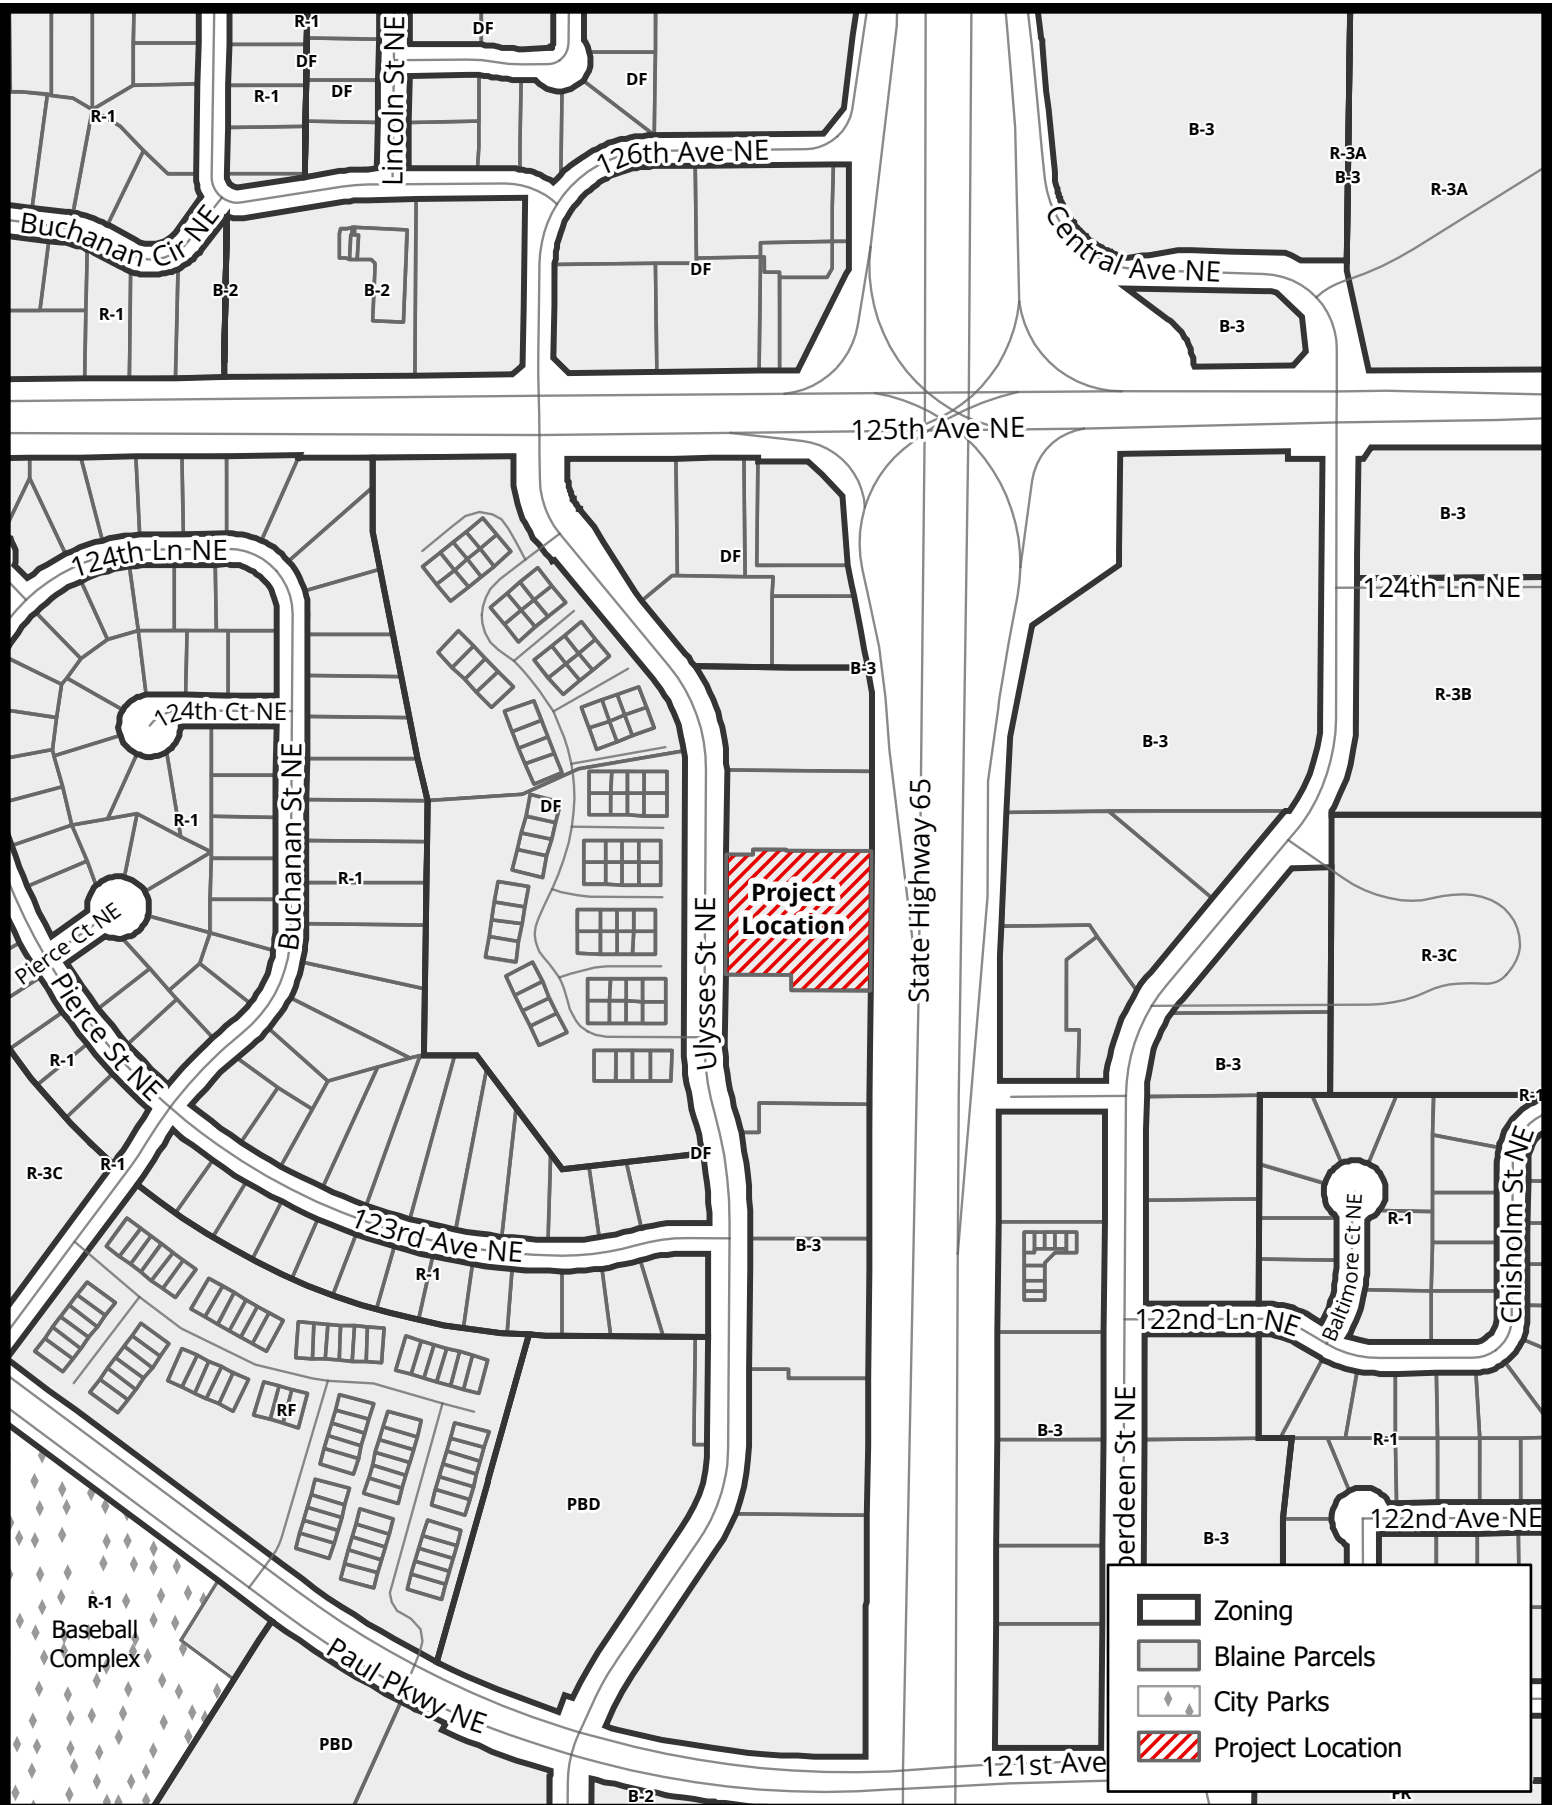 R-1
DF
Lincoln St NE
DF
DF
R-1
DF
R-1
B-3
126th Ave NE
R-3A
B-3
R-3A
Buchanan Cir NE
Central Ave NE
DF
B-2
B-2
R-1
B-3
125th Ave NE
B-3
124th Ln NE
DF
124th Ln NE
B-3
R-3B
124th Ct NE
B-3
Buchanan St NE
DF
R-1
R-1
State Highway 65
Project
Location
Ulysses St NE
Pierce Ct NE
R-3C
Pierce St NE
R-1
B-3
R-1
R-3C
R-1
DF
Chisholm St NE
Baltimore Ct NE
R-1
123rd Ave NE
B-3
R-1
122nd Ln NE
RF
B-3
R-1
berdeen St NE
PBD
122nd Ave NE
B-3
R-1
Baseball
Complex
Paul Pkwy NE
PBD
121st Ave
B-2
Zoning
Blaine Parcels
City Parks
Project Location